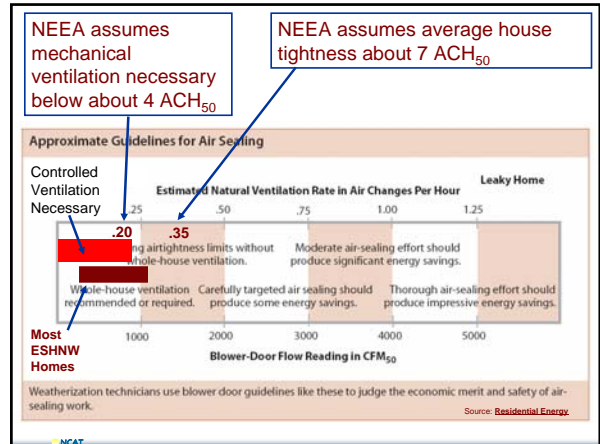 NEEA assumes
mechanical
ventilation necessary
below about 4 ACH50
NEEA assumes average house
tightness about 7 ACH50
Approximate Guidelines for Air Sealing
Controlled
Ventilation
Necessary
Leaky Home
Estimated Natural Ventilation Rate in Air Changes Per Hour
.25 .50 .75 1.00 1.25
.20 .35
ng airtightness limits without
hole-house ventilation.
Moderate air-sealing effort should
produce significant energy savings.
Whole-house ventilation
recommended or required.
Carefully targeted air sealing should
produce some energy savings.
Thorough air-sealing effort should
produce impressive energy savings.
Most
ESHNW
Homes
1000 2000 3000 4000 5000
Blower-Door Flow Reading in CFM50
Weatherization technicians use blower door guidelines like these to judge the economic merit and safety of air-
sealing work.
Source: Residential Energy
NCAT